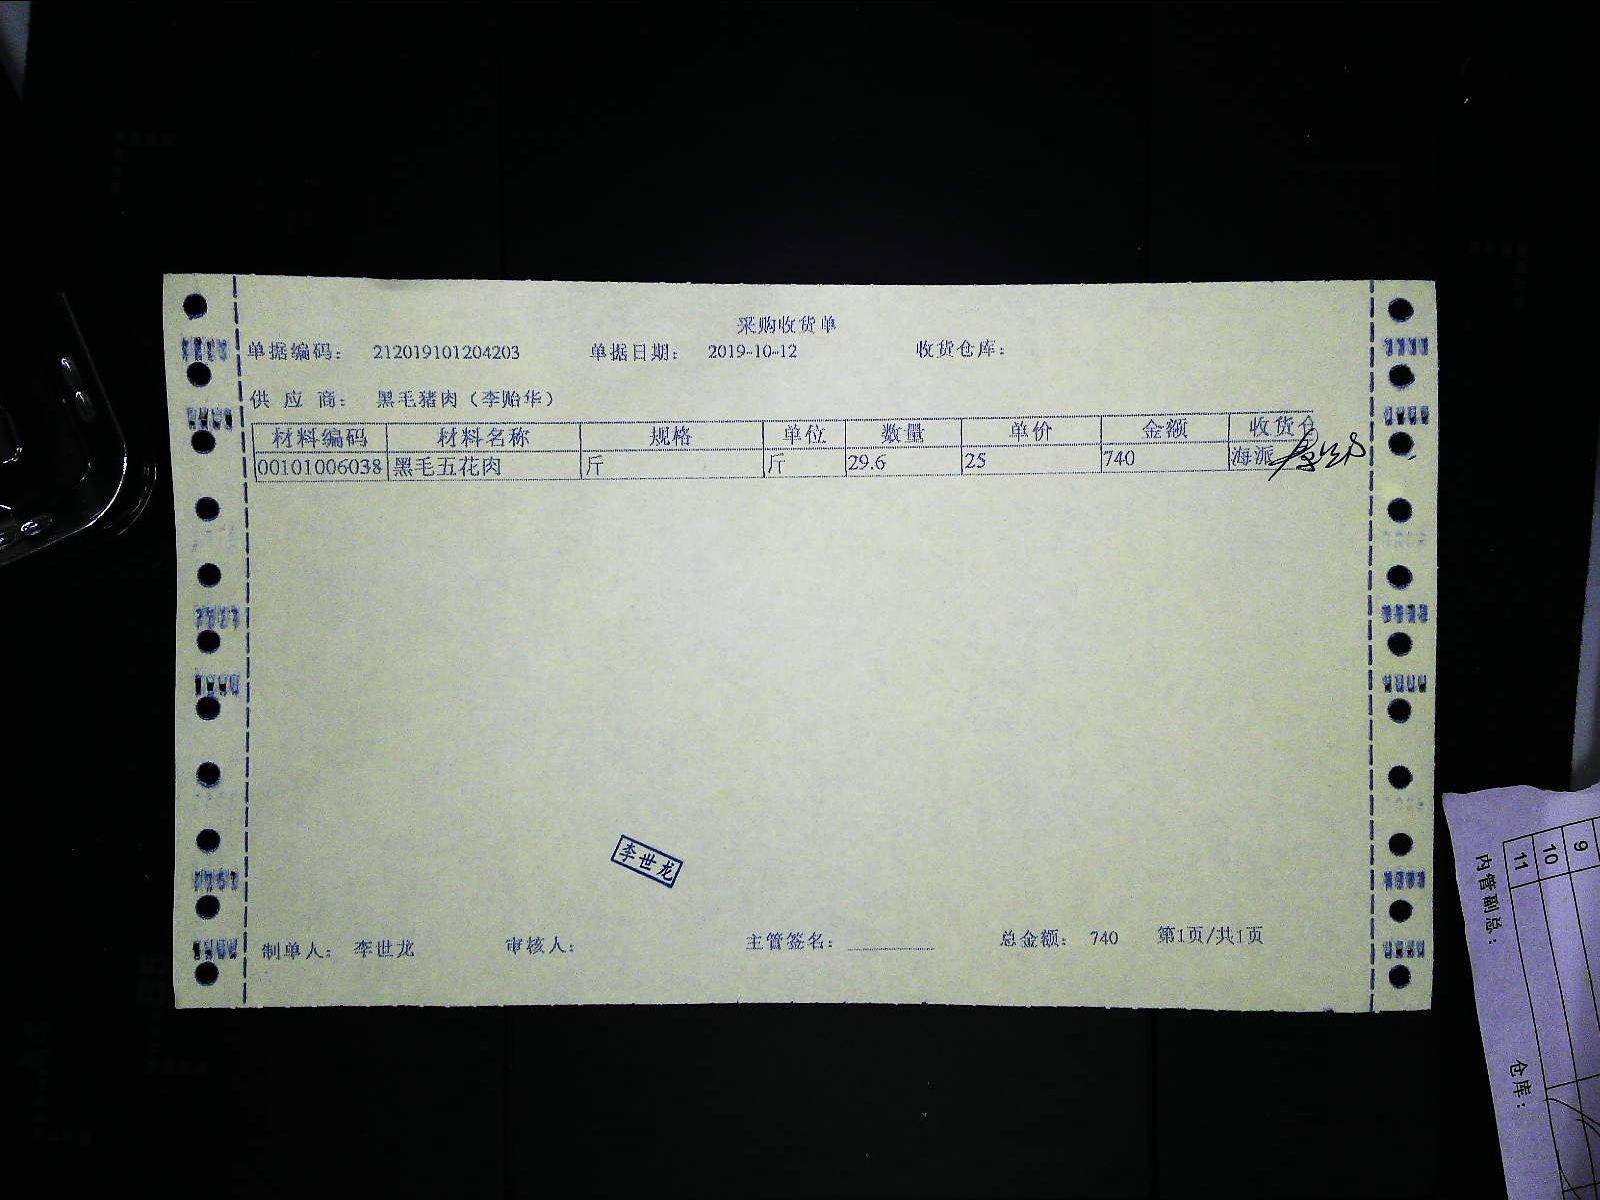 采购收货单
单据编码： 212019101204203 单据日期： 2019-10-12 收货仓库：
供 应 商： 黑毛猪肉（李贻华）
材料编码 材料名称 规格 单位 数量 单价 金额 收货仓
00101006038 黑毛五花肉 斤 斤 29.6 25 740 海派
李世龙
制单人： 李世龙 审核人： 主管签名： 总金额： 740 第1页/共1页
9
10
11
内管副总：
仓库：